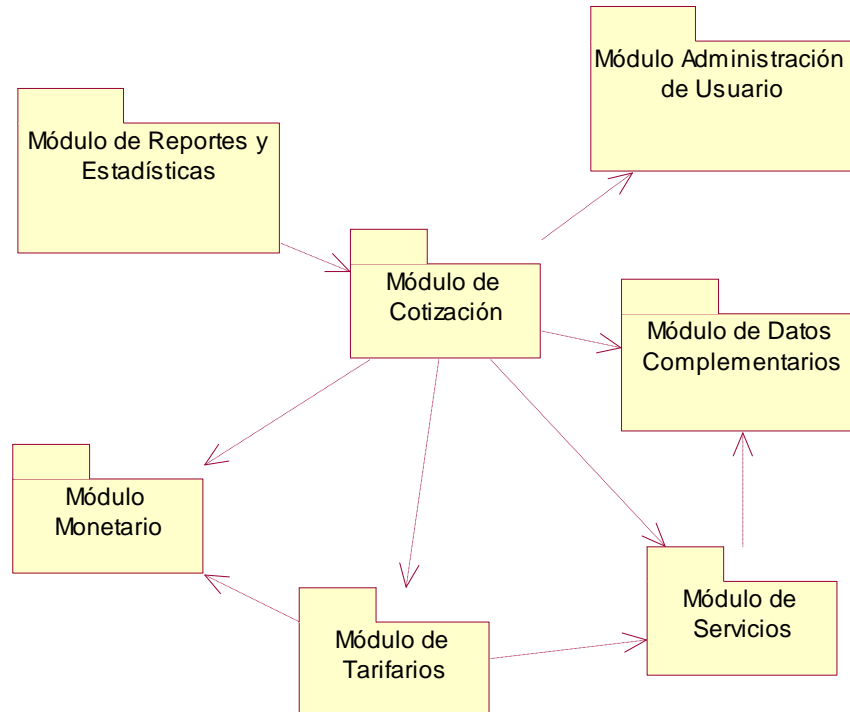 Módulo Administración
de Usuario
Módulo de Reportes y
Estadísticas
Módulo de
Cotización
Módulo de Datos
Complementarios
Módulo
Monetario
Módulo de
Servicios
Módulo de
Tarifarios